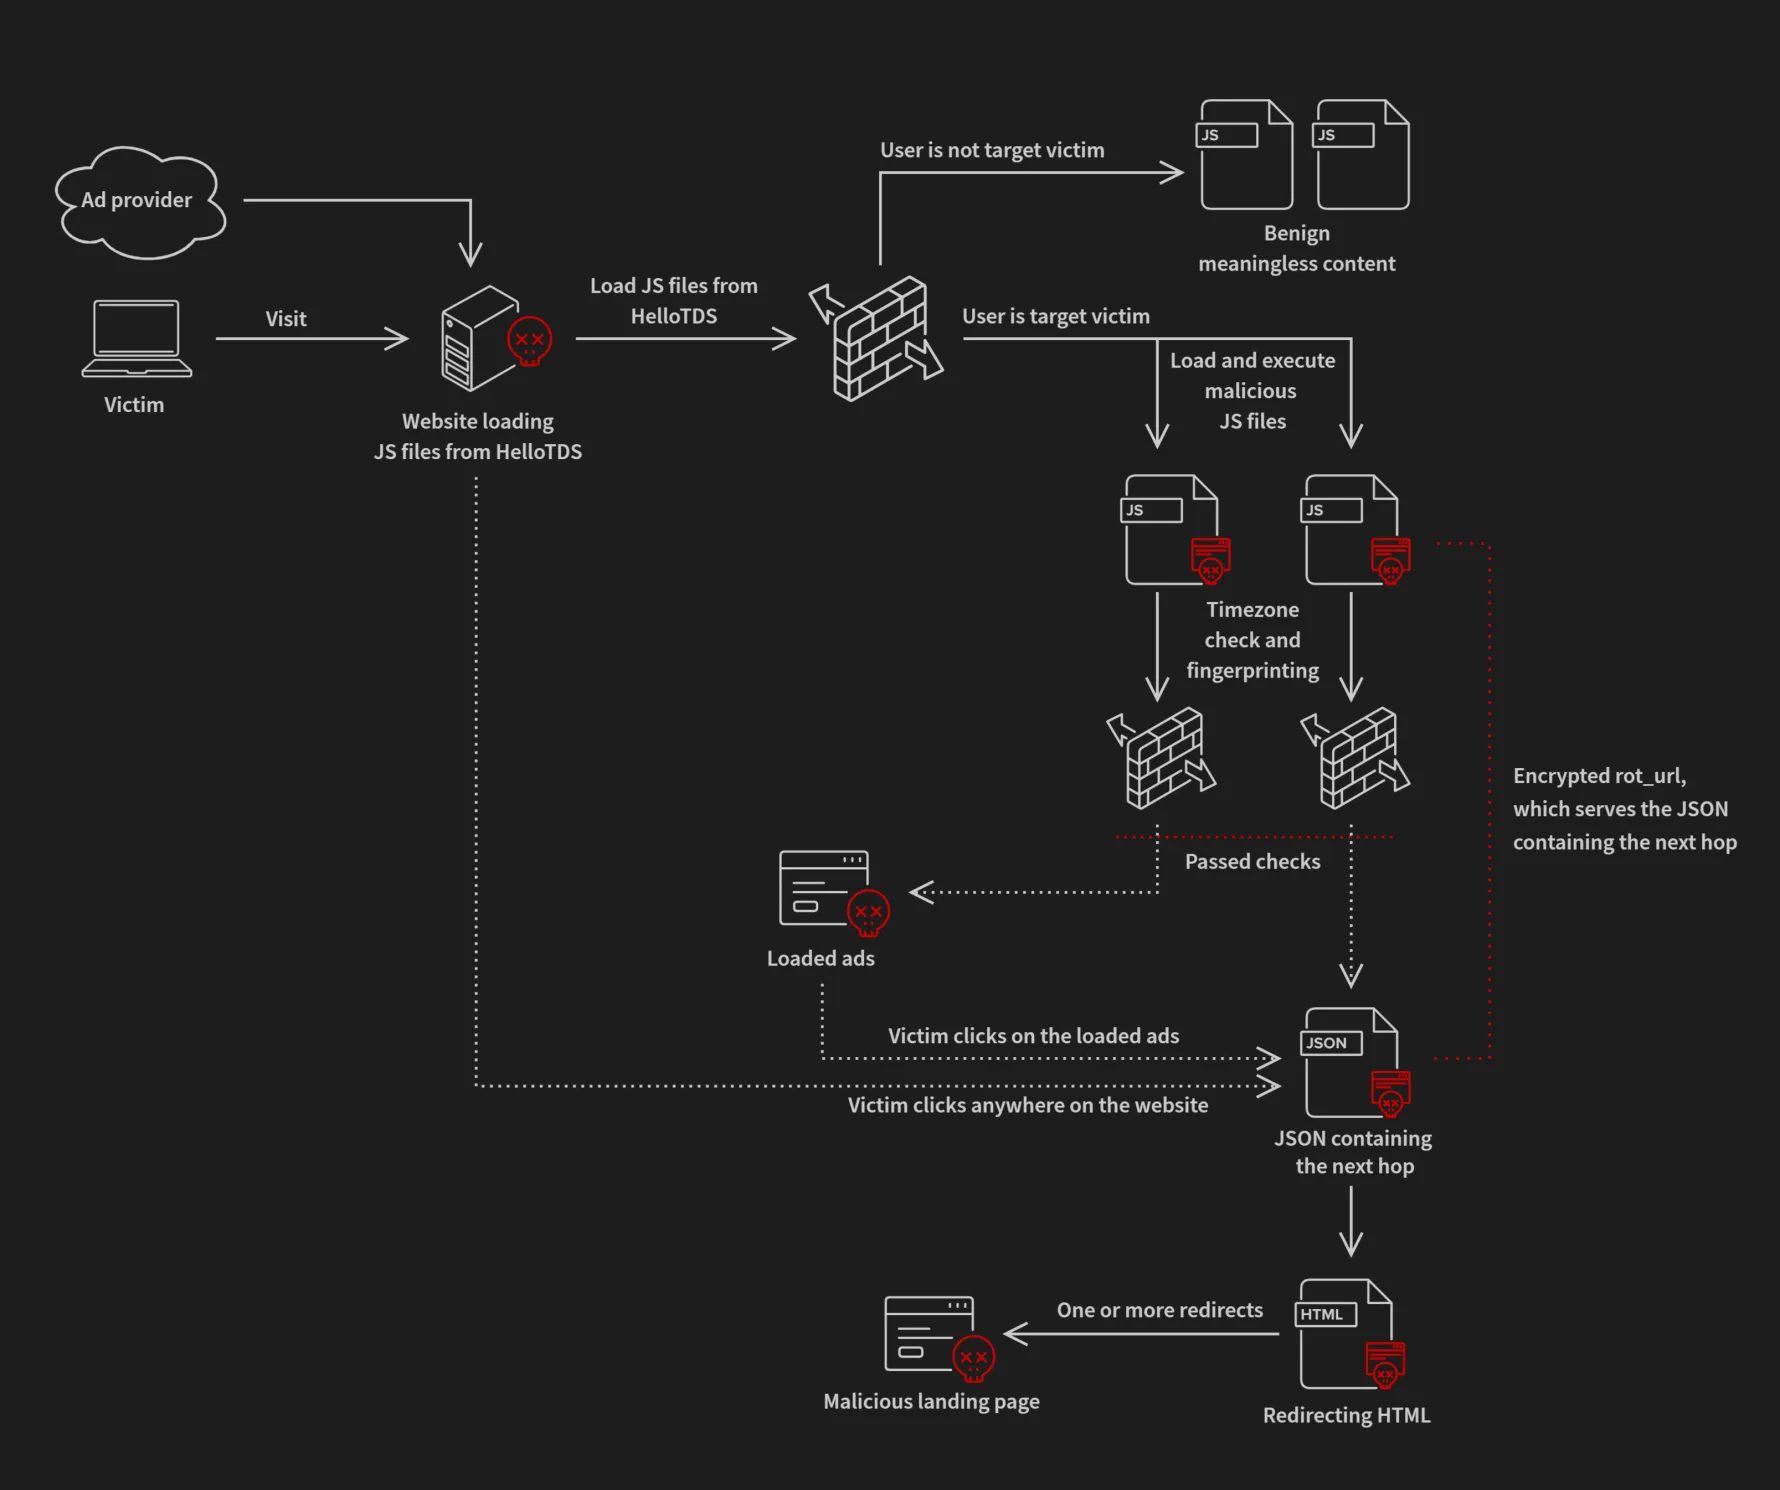 JS
JS
User is not target victim
Ad provider
Benign
meaningless content
Load JS files from
HelloTDS
Visit
User is target victim
Load and execute
malicious
JS files
Victim
Website loading
JS files from HelloTDS
JS
JS
Timezone
check and
fingerprinting
Encrypted rot_url,
which serves the JSON
containing the next hop
Passed checks
Loaded ads
Victim clicks on the loaded ads
JSON
Victim clicks anywhere on the website
JSON containing
the next hop
One or more redirects
HTML
Malicious landing page
Redirecting HTML